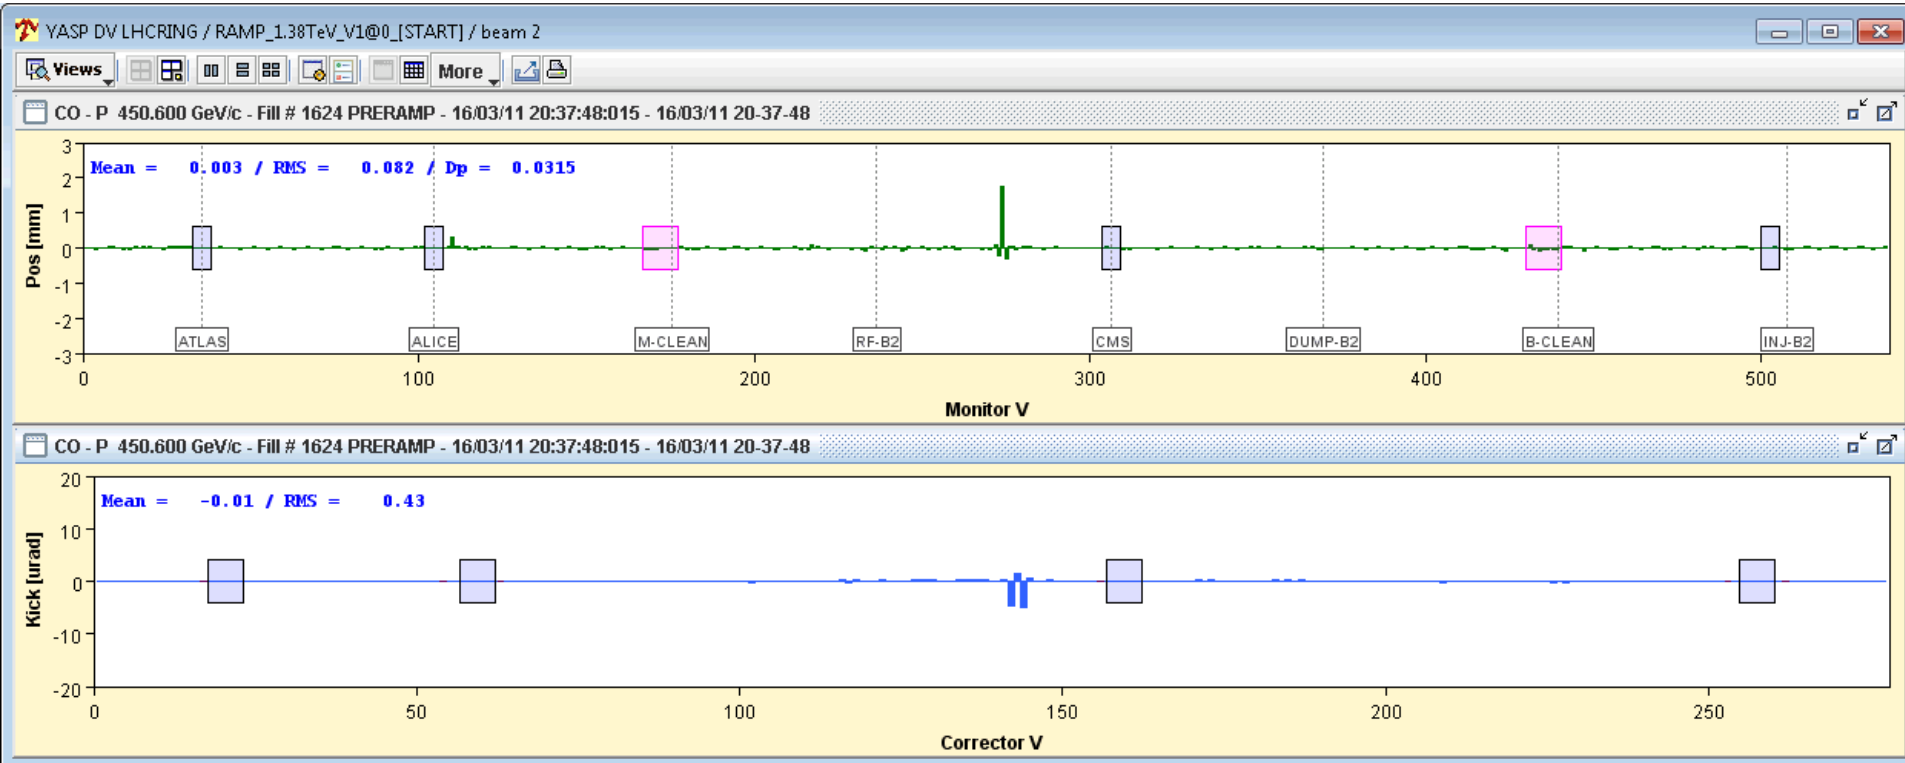 YASP DV LHCRING / RAMP_1.38TeV_V1@0_[START] / beam 2
Views More
CO - P 450.600 GeV/c - Fill # 1624 PRERAMP - 16/03/11 20:37:48:015 - 16/03/11 20-37-48
Mean = 0.003 / RMS = 0.082 / Dp = 0.0315
Pos [mm]
3
2
1
0
-1
-2
-3
ATLAS ALICE M-CLEAN RF-B2 CMS DUMP-B2 B-CLEAN INJ-B2
0 100 200 300 400 500
Monitor V
CO - P 450.600 GeV/c - Fill # 1624 PRERAMP - 16/03/11 20:37:48:015 - 16/03/11 20-37-48
Mean = -0.01 / RMS = 0.43
Kick [urad]
20
10
0
-10
-20
0 50 100 150 200 250
Corrector V